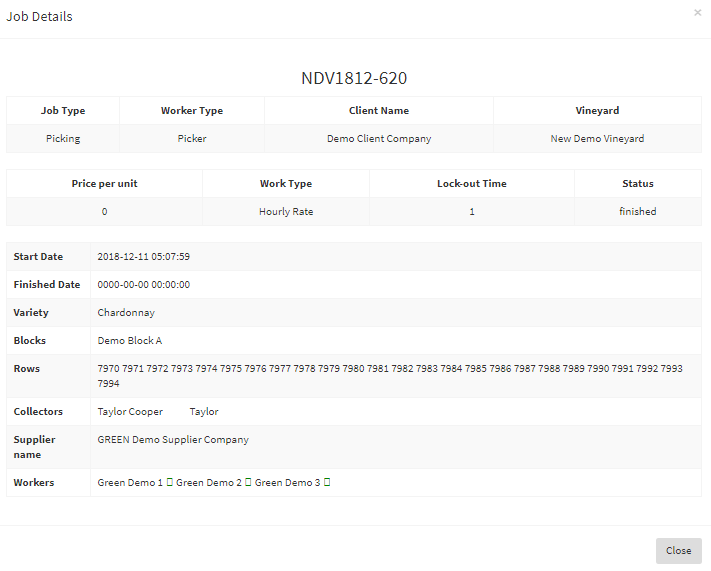 Job Details ×
NDV1812-620
Job Type Worker Type Client Name Vineyard
Picking Picker Demo Client Company New Demo Vineyard
Price per unit Work Type Lock-out Time Status
0 Hourly Rate 1 finished
Start Date 2018-12-11 05:07:59
Finished Date 0000-00-00 00:00:00
Variety Chardonnay
Blocks Demo Block A
Rows 7970 7971 7972 7973 7974 7975 7976 7977 7978 7979 7980 7981 7982 7983 7984 7985 7986 7987 7988 7989 7990 7991 7992 7993
7994
Collectors Taylor Cooper Taylor
Supplier GREEN Demo Supplier Company
name
Workers Green Demo 1 Green Demo 2 Green Demo 3
Close